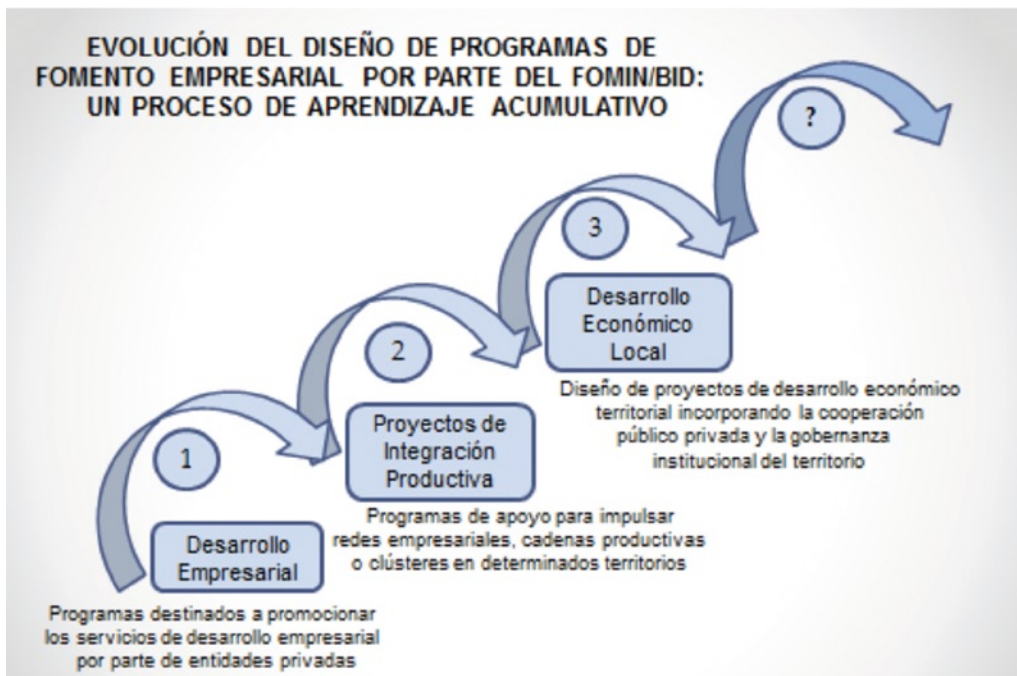 EVOLUCIÓN DEL DISEÑO DE PROGRAMAS DE
FOMENTO EMPRESARIAL POR PARTE DEL FOMIN/BID:
UN PROCESO DE APRENDIZAJE ACUMULATIVO
1
Desarrollo
Empresarial
Programas destinados a promocionar
los servicios de desarrollo empresarial
por parte de entidades privadas
2
Proyectos de
Integración
Productiva
Programas de apoyo para impulsar
redes empresariales, cadenas productivas
o clústeres en determinados territorios
3
Desarrollo
Económico
Local
Diseño de proyectos de desarrollo económico
territorial incorporando la cooperación
público privada y la gobernanza
institucional del territorio
?